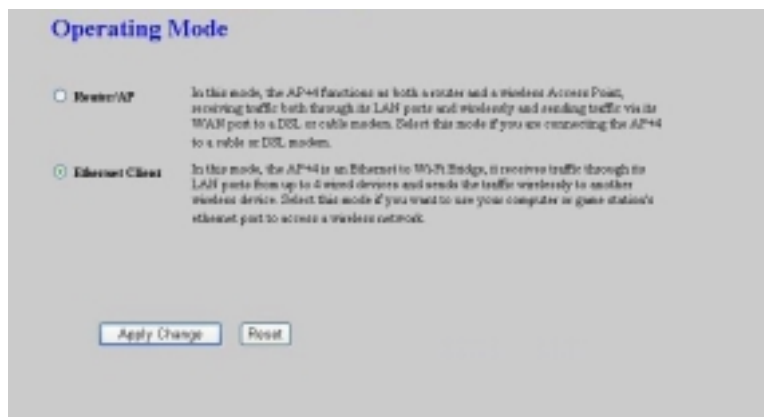 Operating Mode
Router/AP
In this mode, the AP+4 functions as both a router and a wireless Access Point,
receiving traffic both through its LAN ports and wirelessly and sending traffic via its
WAN port to a DSL or cable modem. Select this mode if you are connecting the AP+4
to a cable or DSL modem.
Ethernet Client
In this mode, the AP+4 is an Ethernet to Wi-Fi Bridge, it receives traffic through its
LAN ports from up to 4 wired devices and sends the traffic wirelessly to another
wireless device. Select this mode if you want to use your computer or game station's
ethernet port to access a wireless network.
Apply Change
Reset